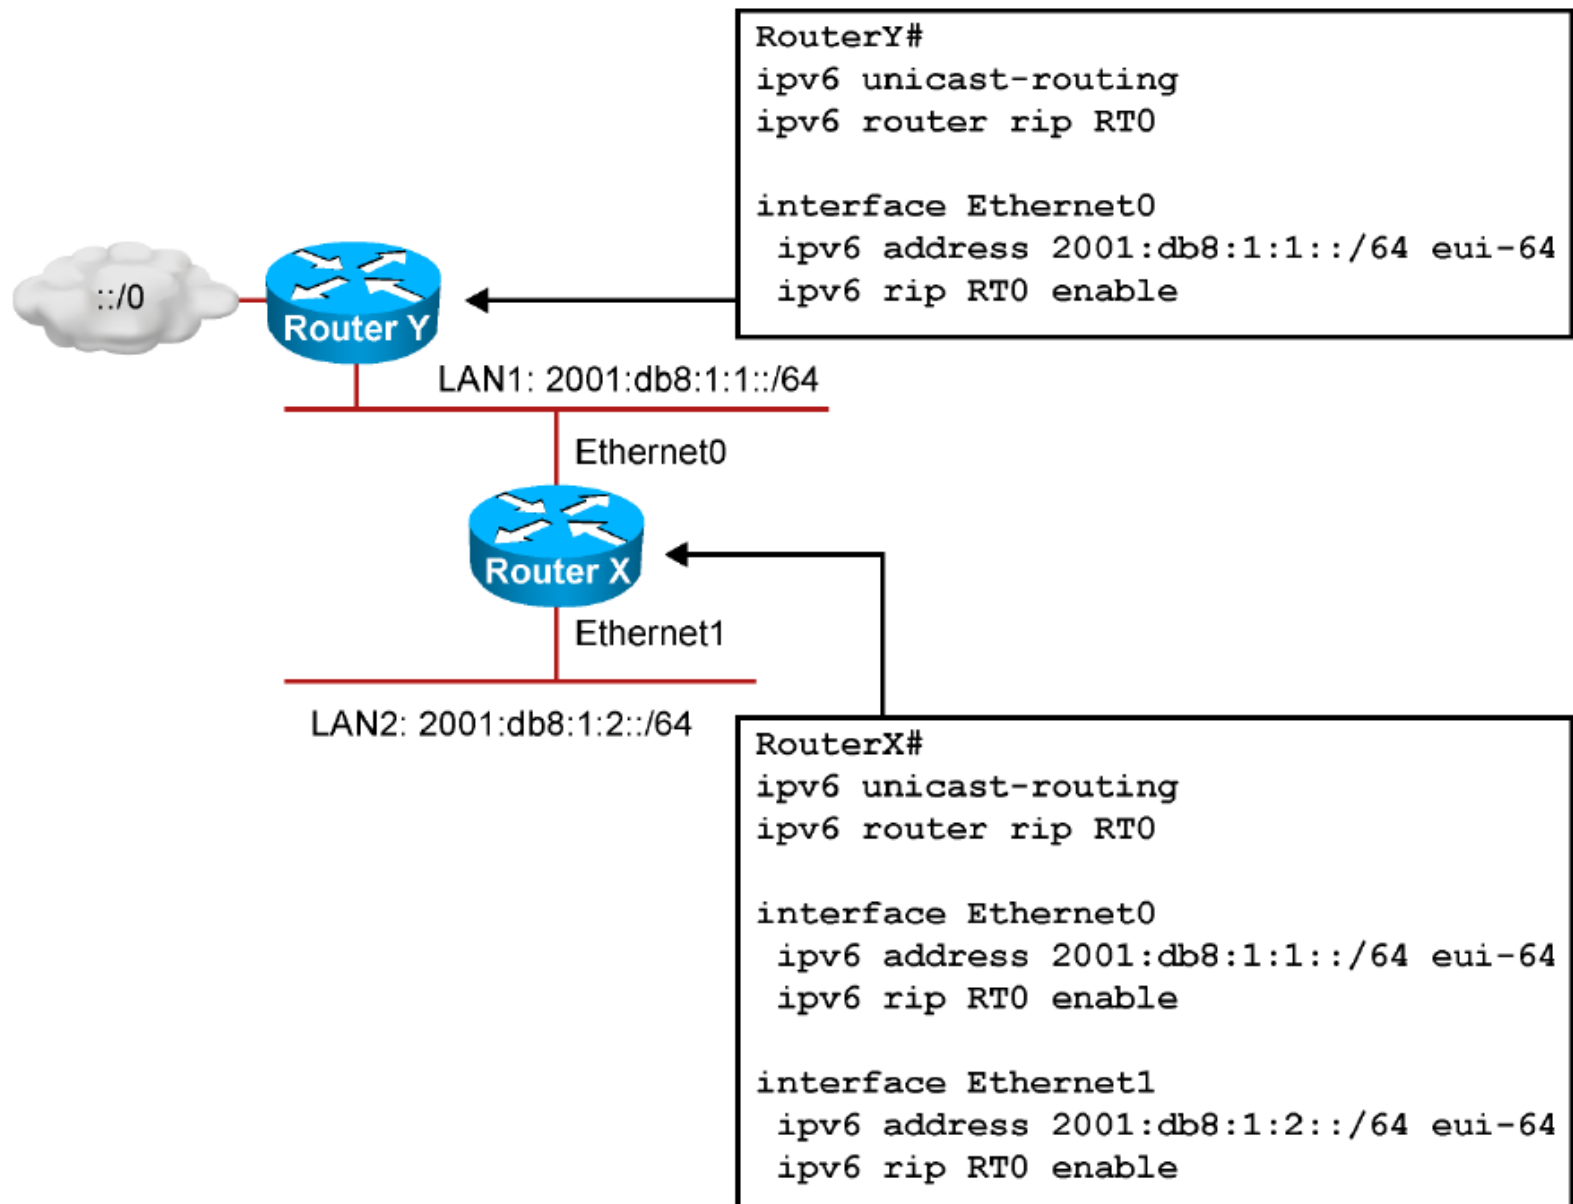 RouterY#
ipv6 unicast-routing
ipv6 router rip RT0
interface Ethernet0
ipv6 address 2001:db8:1:1::/64 eui-64
ipv6 rip RT0 enable
::/0
Router Y
LAN1: 2001:db8:1:1::/64
Ethernet0
Router X
Ethernet1
LAN2: 2001:db8:1:2::/64
RouterX#
ipv6 unicast-routing
ipv6 router rip RT0
interface Ethernet0
ipv6 address 2001:db8:1:1::/64 eui-64
ipv6 rip RT0 enable
interface Ethernet1
ipv6 address 2001:db8:1:2::/64 eui-64
ipv6 rip RT0 enable